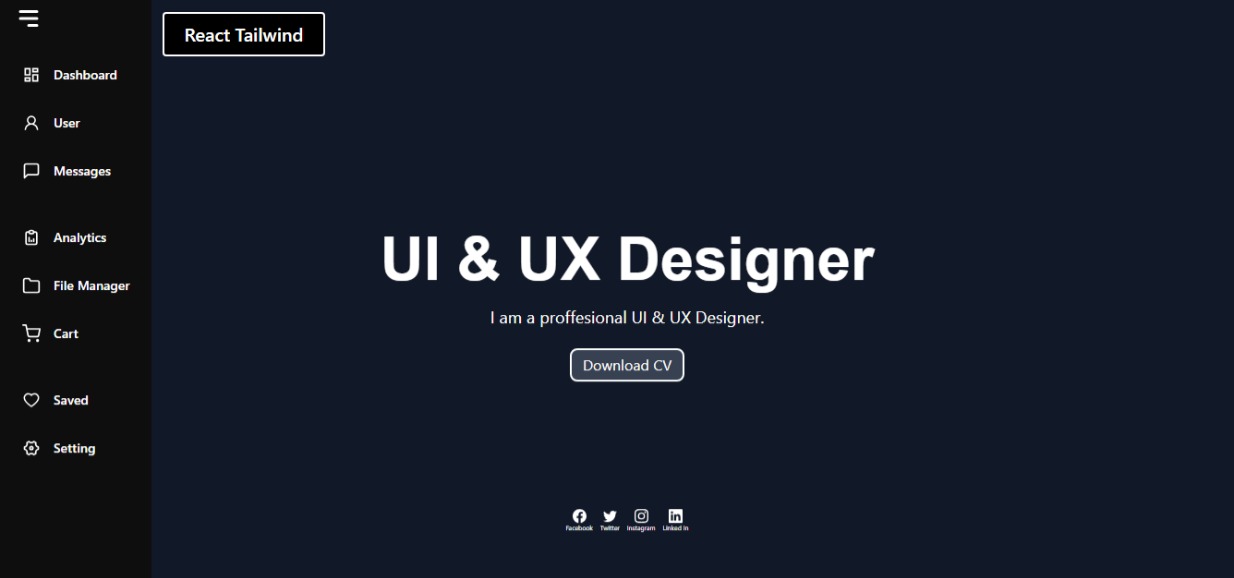 React Tailwind
Dashboard
User
Messages
Analytics
File Manager
Cart
Saved
Setting
UI & UX Designer
I am a proffesional UI & UX Designer.
Download CV
Facebook Twitter Instagram Linked In